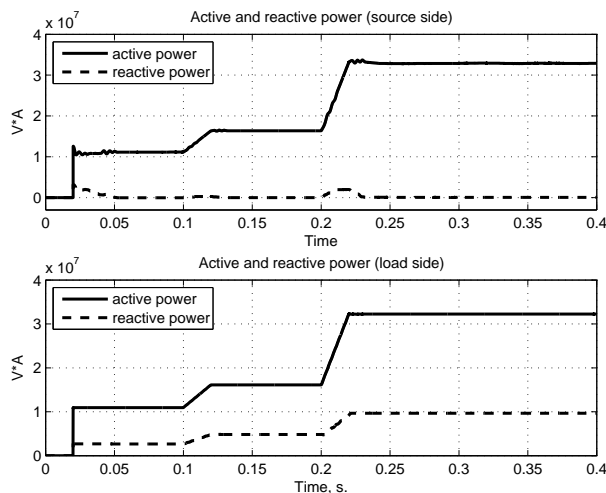 Active and reactive power (source side)
x 10^7
4
3
2
1
0
V*A
active power
reactive power
0 0.05 0.1 0.15 0.2 0.25 0.3 0.35 0.4
Time
Active and reactive power (load side)
x 10^7
4
3
2
1
0
V*A
active power
reactive power
0 0.05 0.1 0.15 0.2 0.25 0.3 0.35 0.4
Time, s.